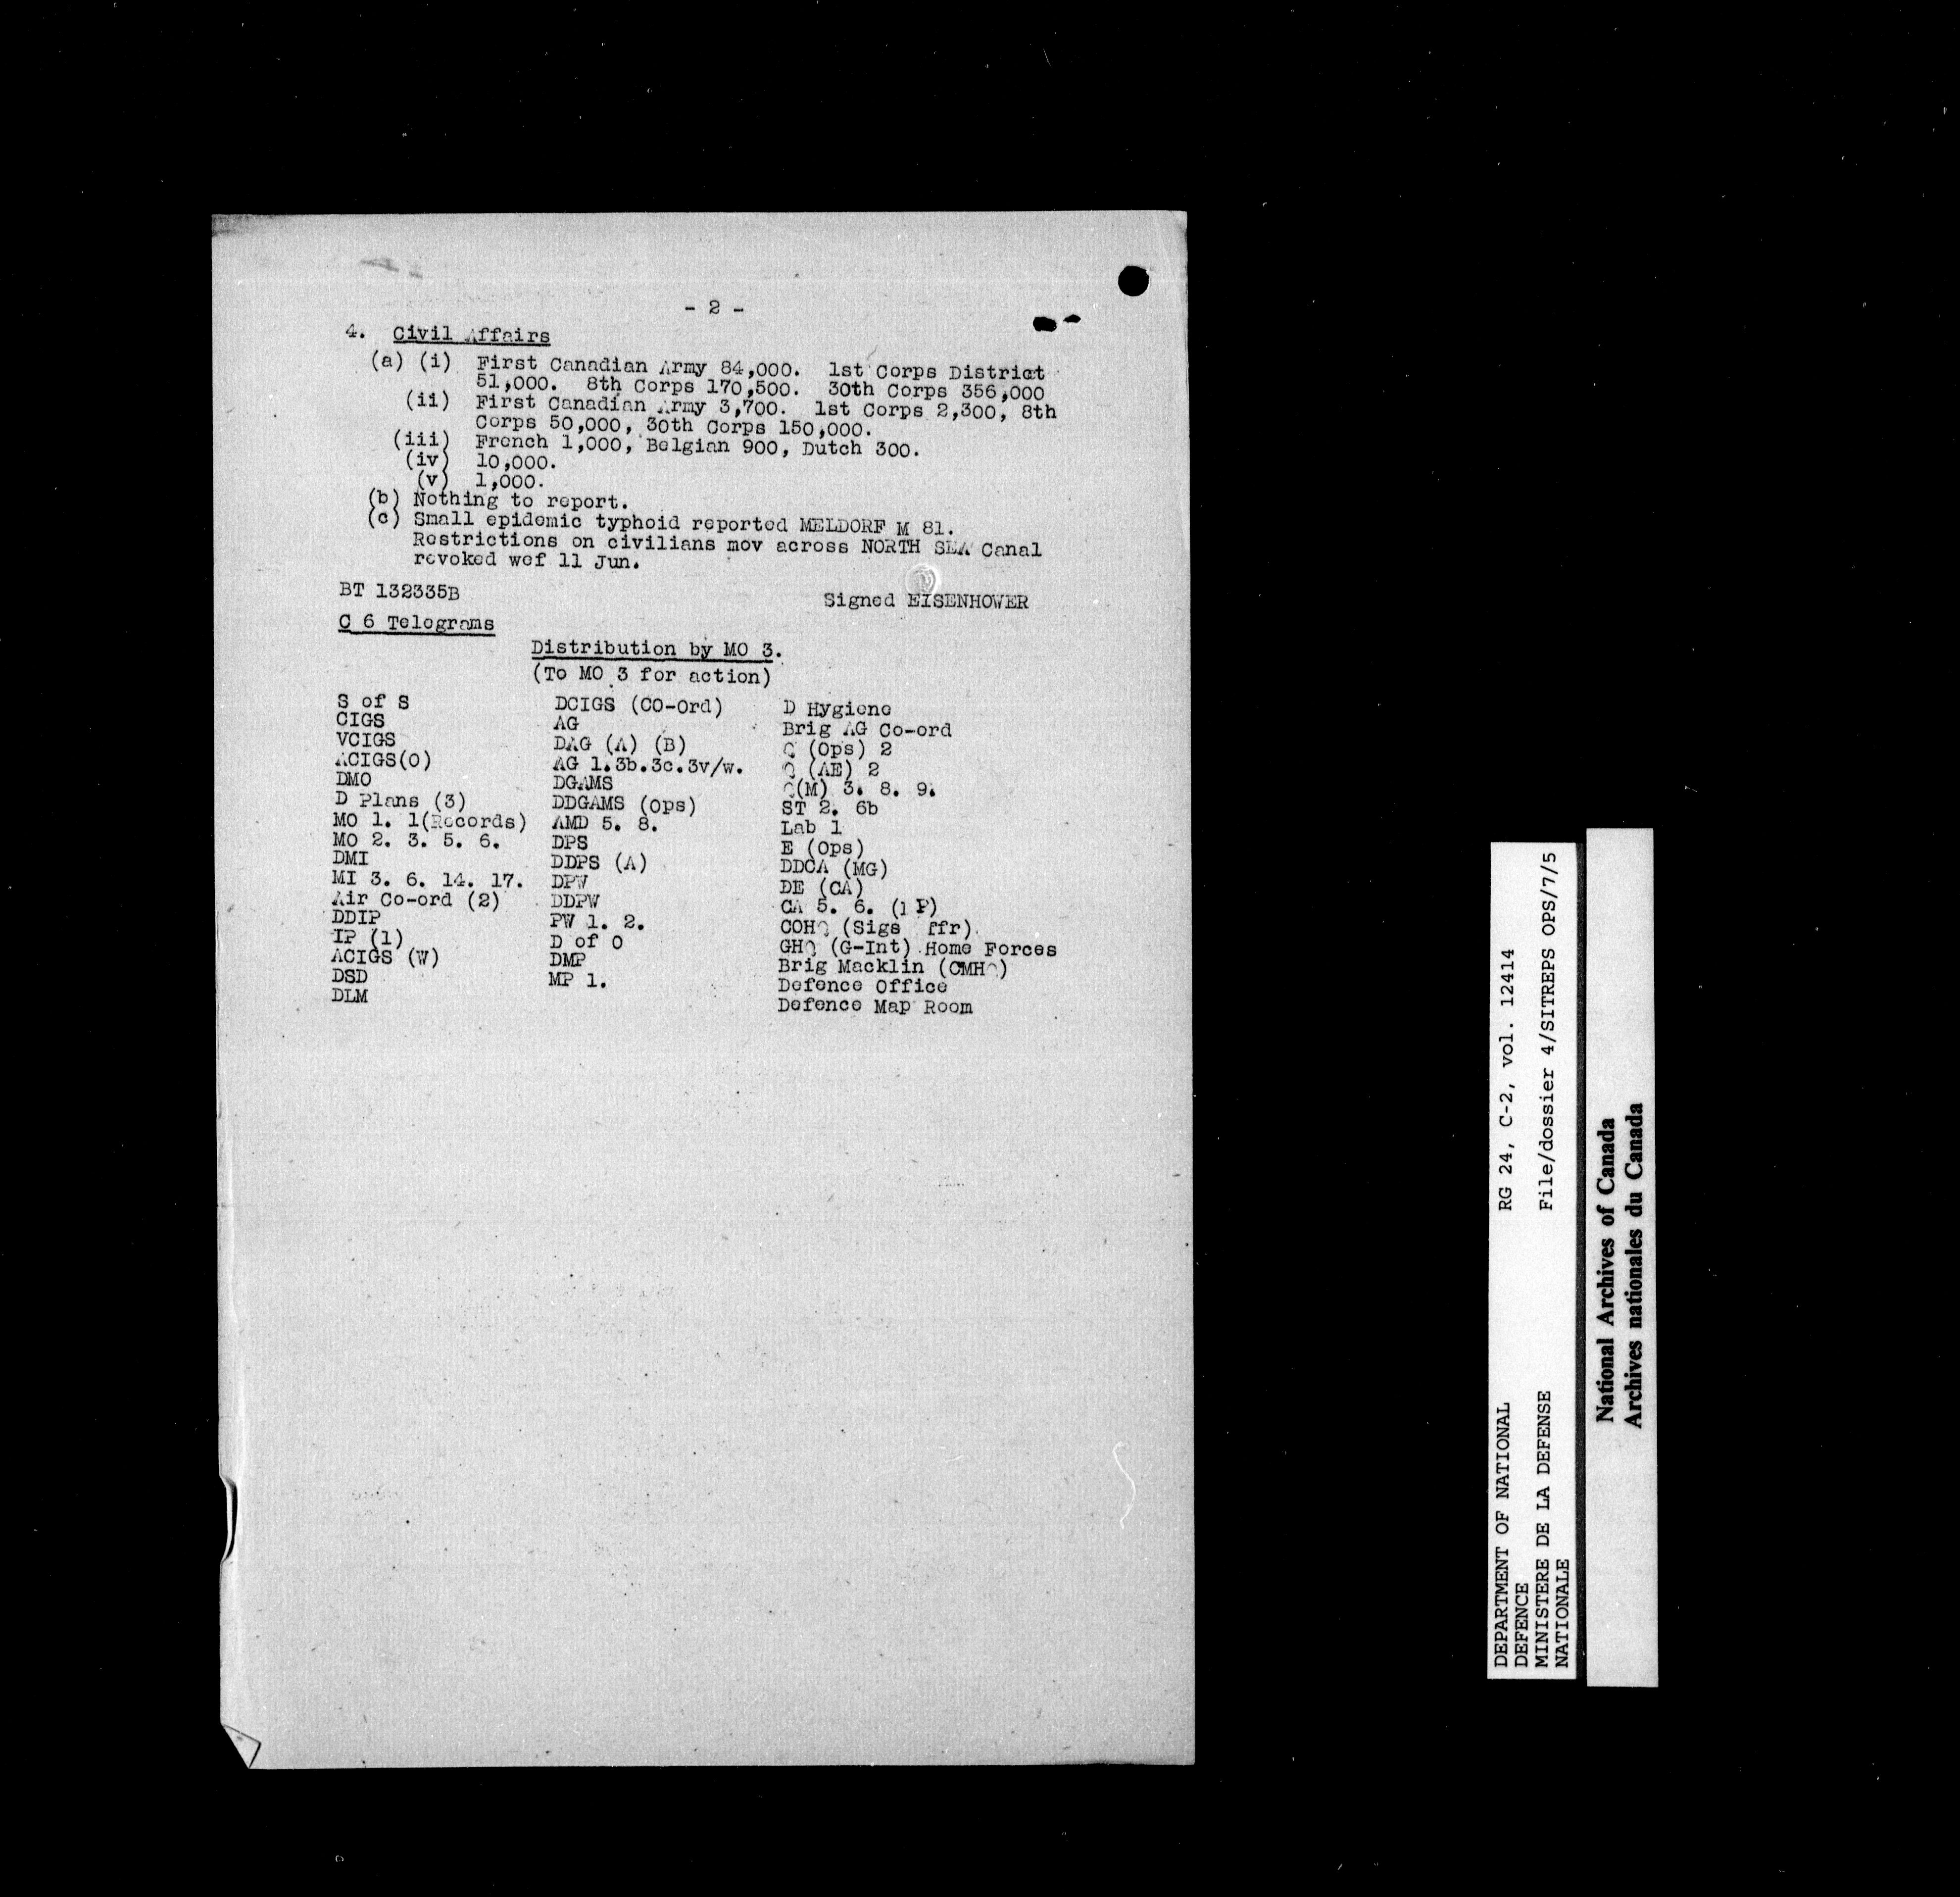 - 2 -
4. Civil Affairs
(a) (i) First Canadian Army 84,000. 1st Corps District
51,000. 8th Corps 170,500. 30th Corps 356,000
(ii) First Canadian Army 3,700. 1st Corps 2,300, 8th
Corps 50,000, 30th Corps 150,000.
(iii) French 1,000, Belgian 900, Dutch 300.
(iv) 10,000.
(v) 1,000.
(b) Nothing to report.
(c) Small epidemic typhoid reported MELDORF M 81.
Restrictions on civilians mov across NORTH SEA Canal
revoked wef 11 Jun.
BT 132335B
Signed EISENHOWER
C 6 Telegrams
Distribution by MO 3.
(To MO 3 for action)
S of S
CIGS
VCIGS
ACIGS(O)
DMO
D Plans (3)
MO 1. 1(Records)
MO 2. 3. 5. 6.
DMI
MI 3. 6. 14. 17.
Air Co-ord (2)
DDIP
IP (1)
ACIGS (W)
DSD
DLM
DCIGS (CO-Ord)
AG
DAG (A) (B)
AG 1.3b.3c.3v/w.
DGAMS
DDGAMS (Ops)
AMD 5. 8.
DPS
DDPS (A)
DPW
DDPW
PW 1. 2.
D of O
DMP
MP 1.
D Hygiene
Brig AG Co-ord
Q (Ops) 2
Q (AE) 2
Q(M) 3. 8. 9.
ST 2. 6b
Lab 1
E (Ops)
DDCA (MG)
DE (CA)
CA 5. 6. (1 P)
COHQ (Sigs ffr)
GHQ (G-Int) Home Forces
Brig Macklin (CMHQ)
Defence Office
Defence Map Room
DEPARTMENT OF NATIONAL
DEFENCE
MINISTERE DE LA DEFENSE
NATIONALE
RG 24, C-2, vol. 12414
File/dossier 4/SITREPS OPS/7/5
National Archives of Canada
Archives nationales du Canada